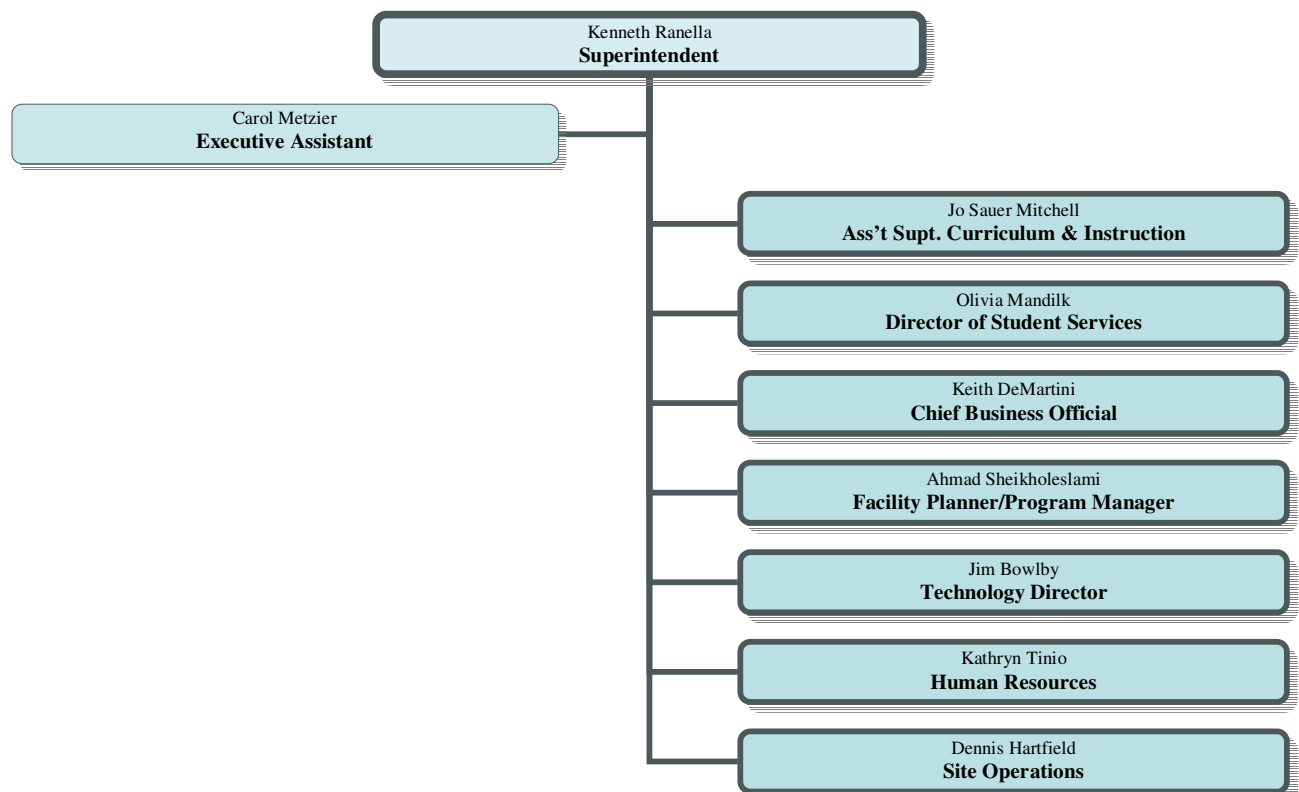 Kenneth Ranella
Superintendent
Carol Metzier
Executive Assistant
Jo Sauer Mitchell
Ass’t Supt. Curriculum & Instruction
Olivia Mandilk
Director of Student Services
Keith DeMartini
Chief Business Official
Ahmad Sheikholeslami
Facility Planner/Program Manager
Jim Bowlby
Technology Director
Kathryn Tinio
Human Resources
Dennis Hartfield
Site Operations